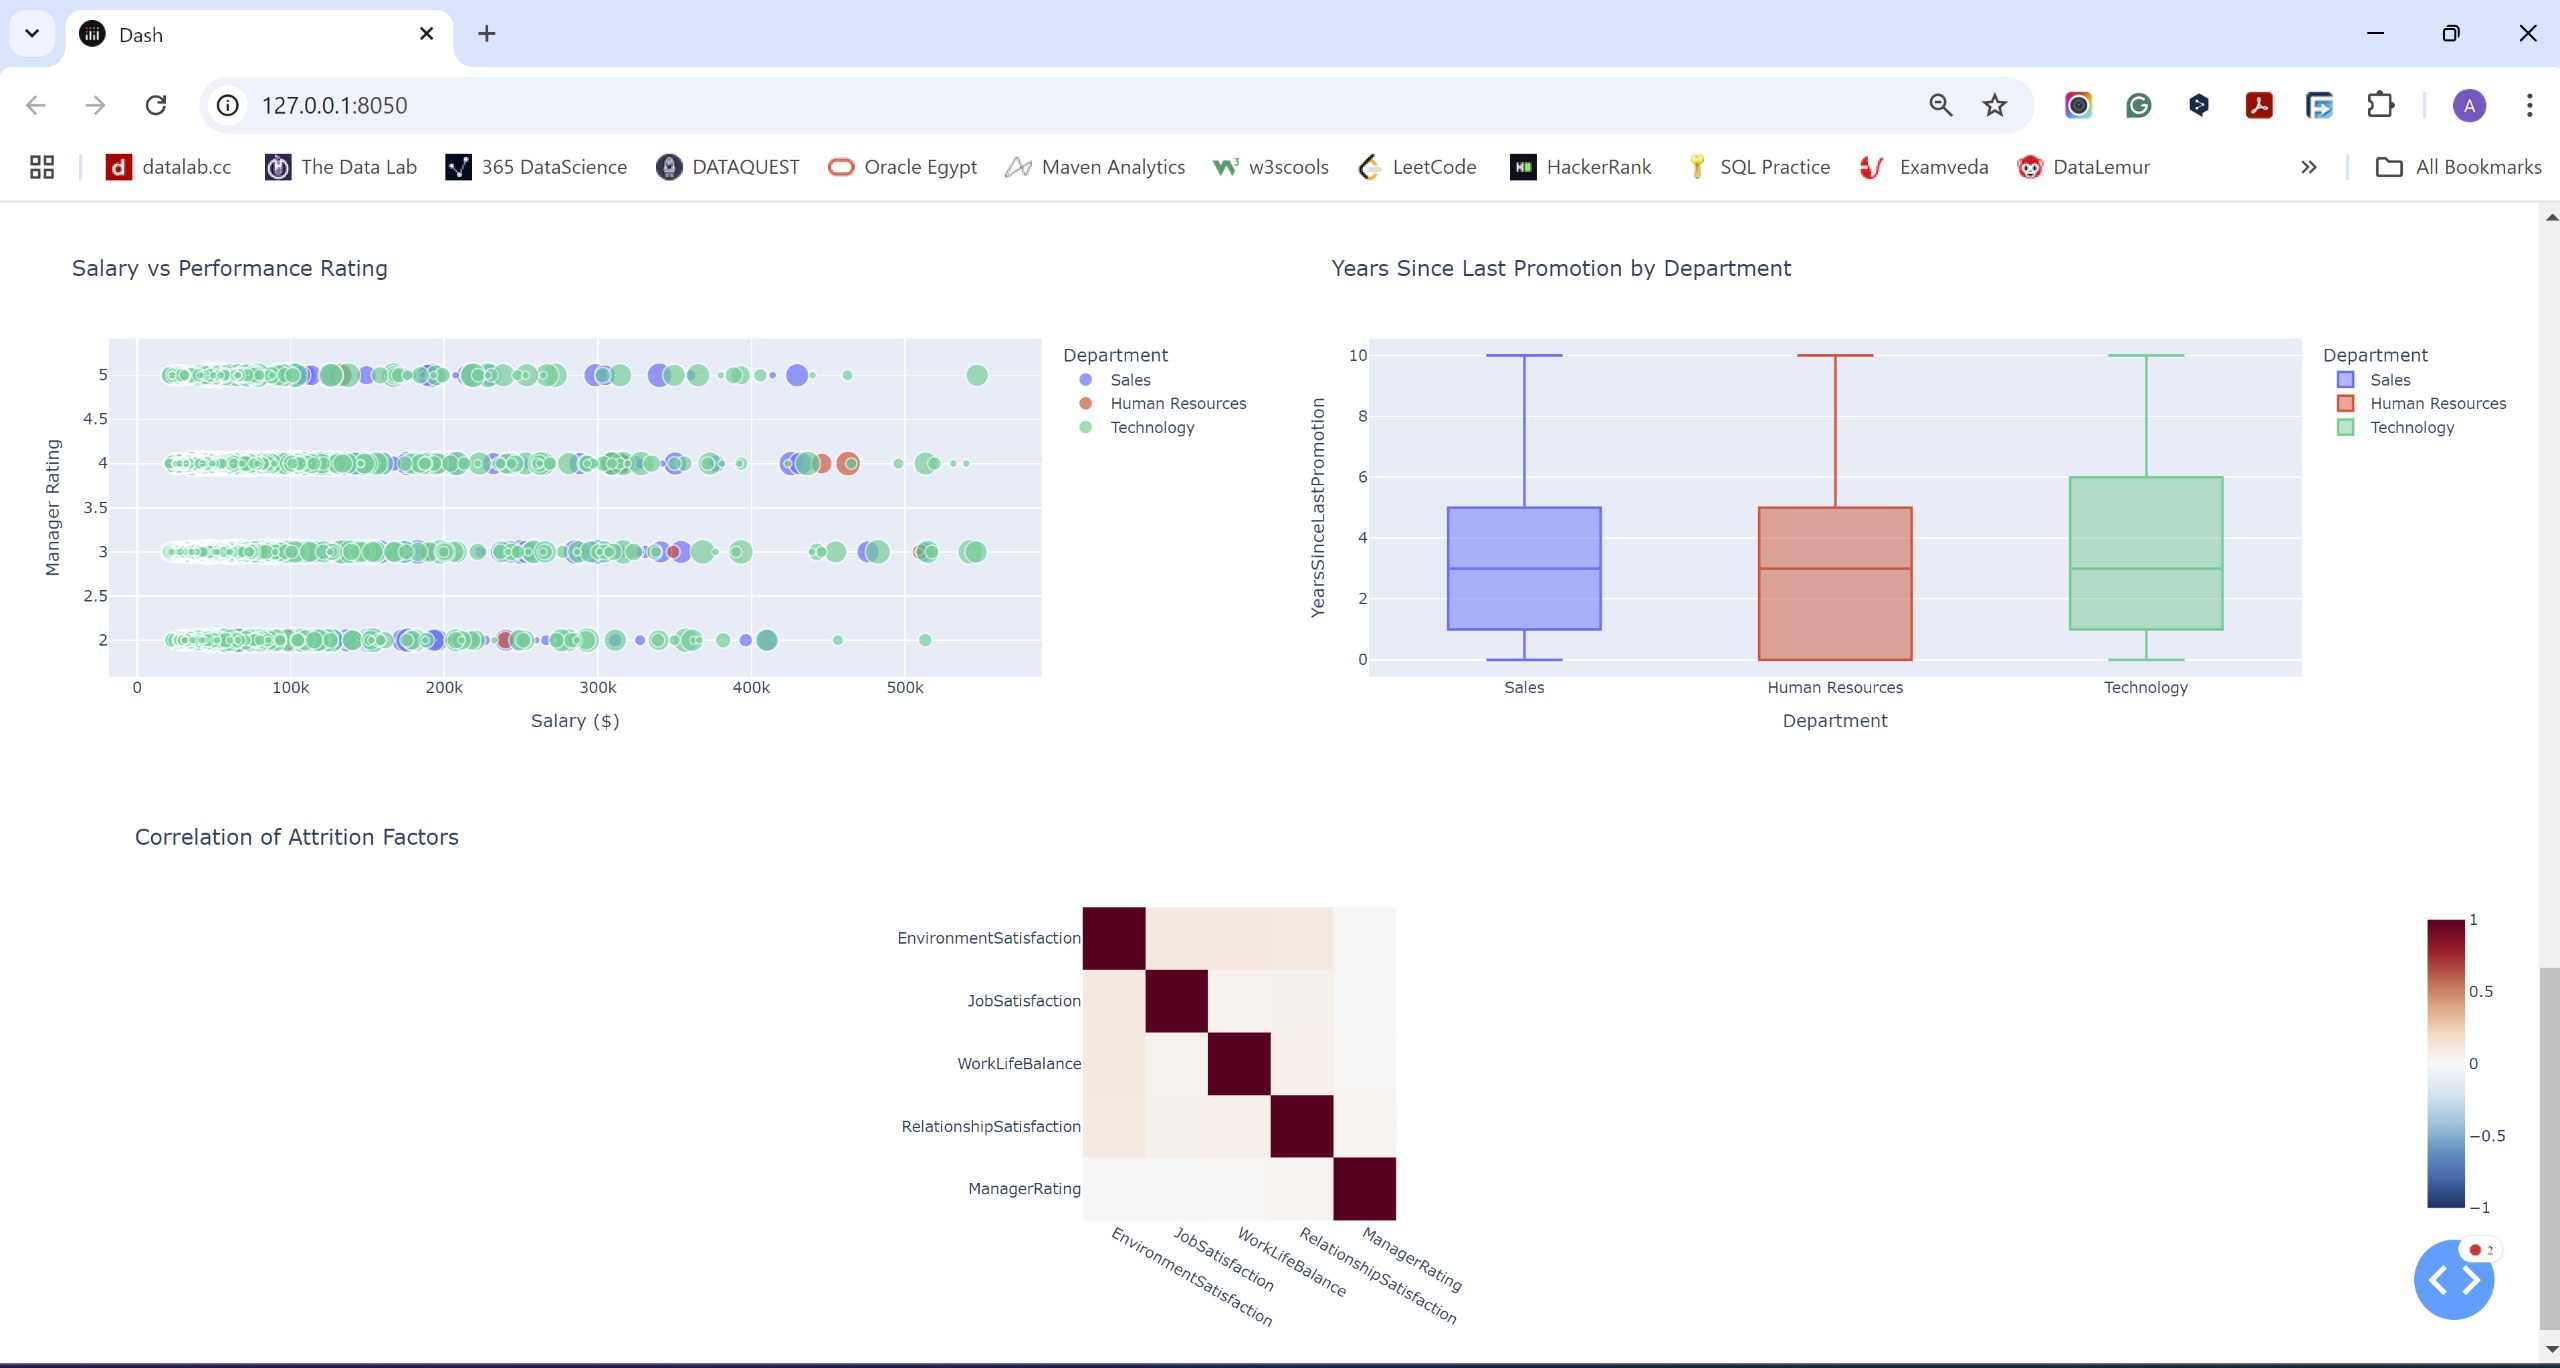 Dash
127.0.0.1:8050
A
datalab.cc The Data Lab 365 DataScience DATAQUEST Oracle Egypt Maven Analytics w3scools LeetCode HackerRank SQL Practice Examveda DataLemur All Bookmarks
Salary vs Performance Rating
Manager Rating
5
4.5
4
3.5
3
2.5
2
0 100k 200k 300k 400k 500k
Salary ($)
Department
Sales
Human Resources
Technology
Years Since Last Promotion by Department
YearsSinceLastPromotion
10
8
6
4
2
0
Sales Human Resources Technology
Department
Department
Sales
Human Resources
Technology
Correlation of Attrition Factors
EnvironmentSatisfaction
JobSatisfaction
WorkLifeBalance
RelationshipSatisfaction
ManagerRating
EnvironmentSatisfaction
JobSatisfaction
WorkLifeBalance
RelationshipSatisfaction
ManagerRating
1
0.5
0
−0.5
−1
2